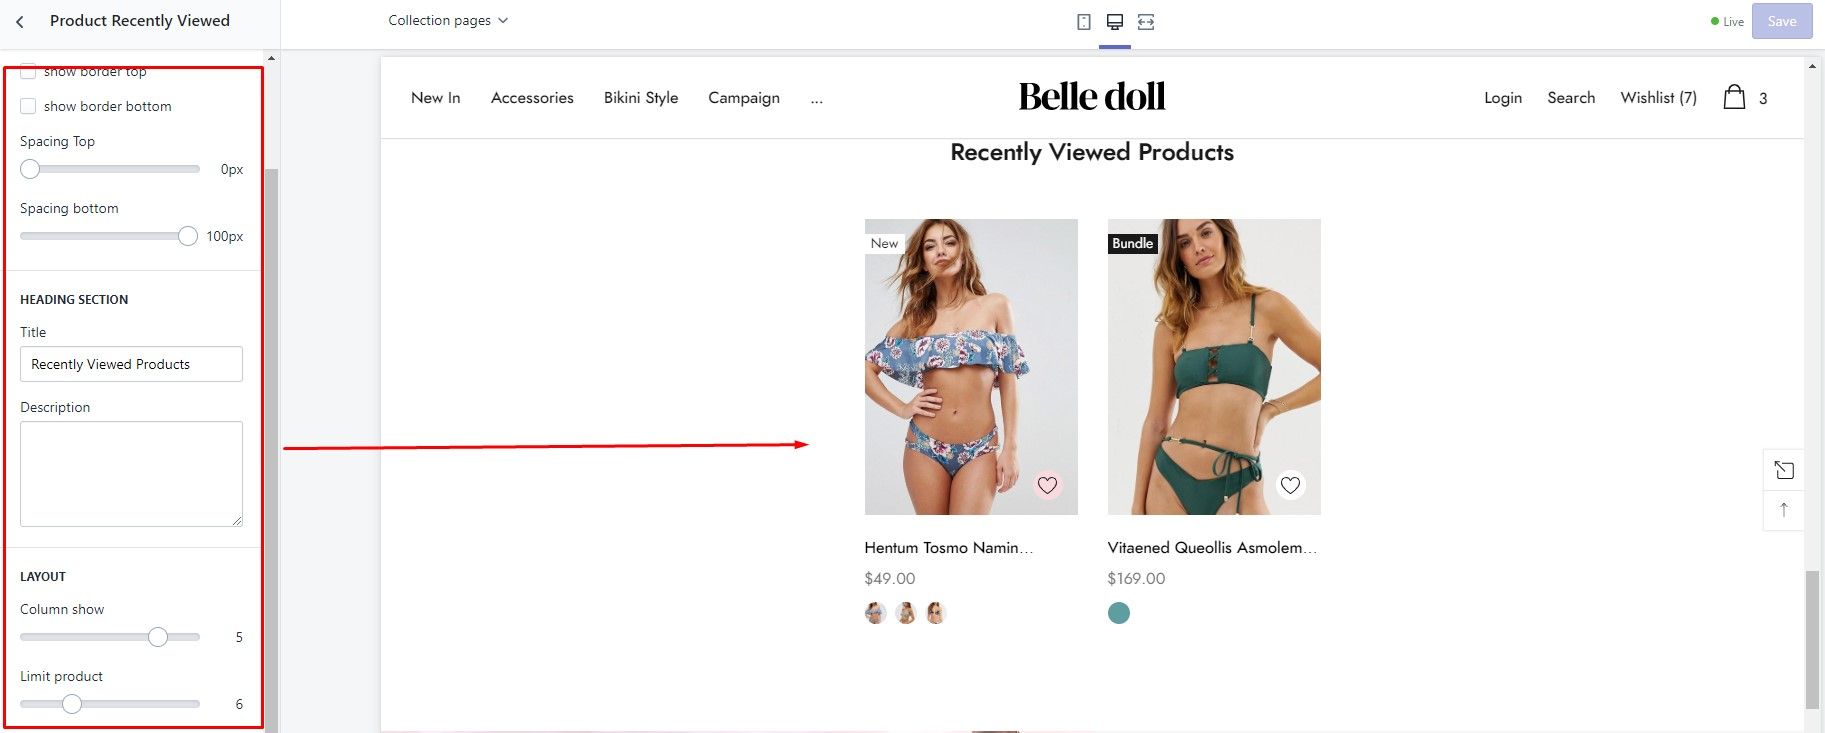 Product Recently Viewed
Collection pages
Live
Save
show border top
show border bottom
Spacing Top
0px
Spacing bottom
100px
HEADING SECTION
Title
Recently Viewed Products
Description
LAYOUT
Column show
5
Limit product
6
New In Accessories Bikini Style Campaign ...
Belle doll
Login Search Wishlist (7) 3
Recently Viewed Products
New
Bundle
Hentum Tosmo Namin...
$49.00
Vitaened Queollis Asmolem...
$169.00